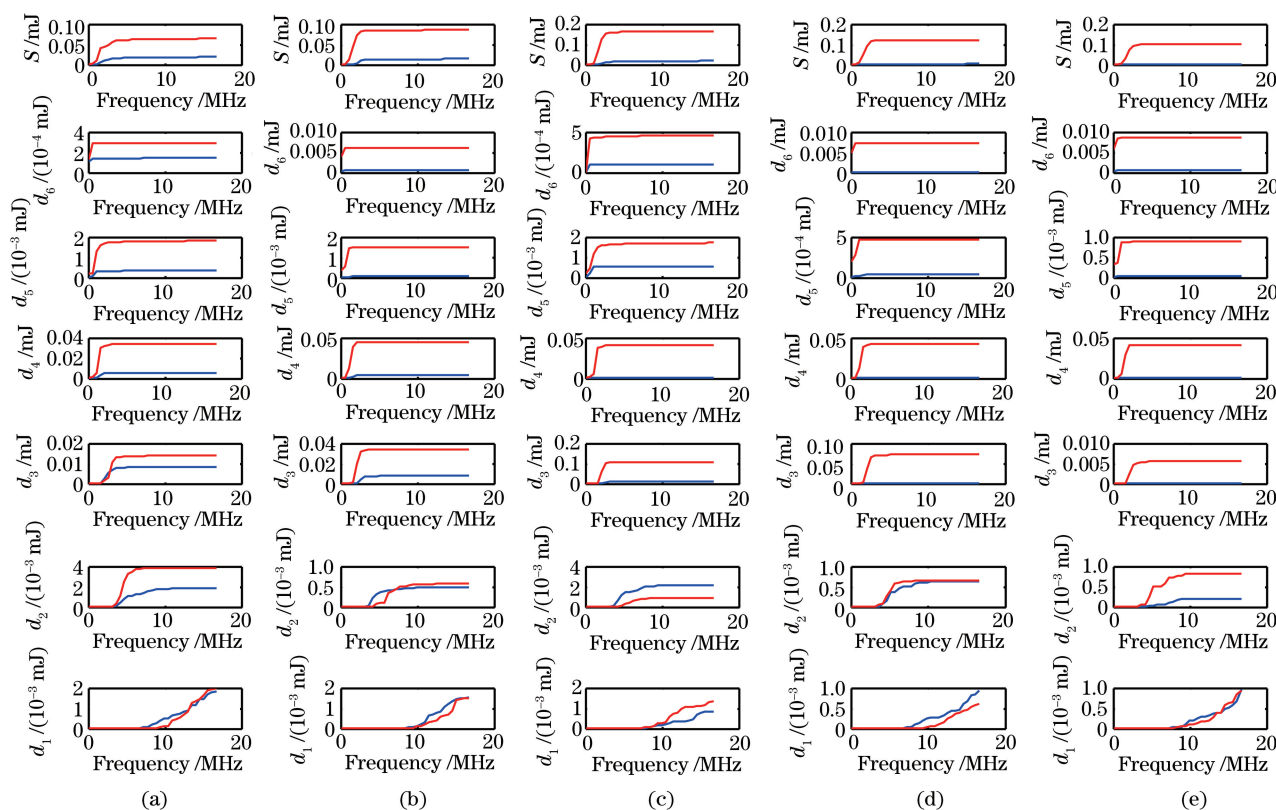 S /mJ 0.10 0.05 0 0 10 20 Frequency /MHz
S /mJ 0.10 0.05 0 0 10 20 Frequency /MHz
S /mJ 0.2 0.1 0 0 10 20 Frequency /MHz
S /mJ 0.2 0.1 0 0 10 20 Frequency /MHz
S /mJ 0.2 0.1 0 0 10 20 Frequency /MHz
d6 /(10−4 mJ) 4 2 0 0 10 20 Frequency /MHz
d6 /mJ 0.010 0.005 0 0 10 20 Frequency /MHz
d6 /(10−4 mJ) 5 0 0 10 20 Frequency /MHz
d6 /mJ 0.010 0.005 0 0 10 20 Frequency /MHz
d6 /mJ 0.010 0.005 0 0 10 20 Frequency /MHz
d5 /(10−3 mJ) 2 1 0 0 10 20 Frequency /MHz
d5 /(10−3 mJ) 2 1 0 0 10 20 Frequency /MHz
d5 /(10−3 mJ) 2 1 0 0 10 20 Frequency /MHz
d5 /(10−4 mJ) 5 0 0 10 20 Frequency /MHz
d5 /(10−3 mJ) 1.0 0.5 0 0 10 20 Frequency /MHz
d4 /mJ 0.04 0.02 0 0 10 20 Frequency /MHz
d4 /mJ 0.05 0 0 10 20 Frequency /MHz
d4 /mJ 0.05 0 0 10 20 Frequency /MHz
d4 /mJ 0.05 0 0 10 20 Frequency /MHz
d4 /mJ 0.05 0 0 10 20 Frequency /MHz
d3 /mJ 0.02 0.01 0 0 10 20 Frequency /MHz
d3 /mJ 0.04 0.02 0 0 10 20 Frequency /MHz
d3 /mJ 0.2 0.1 0 0 10 20 Frequency /MHz
d3 /mJ 0.10 0.05 0 0 10 20 Frequency /MHz
d3 /mJ 0.010 0.005 0 0 10 20 Frequency /MHz
d2 /(10−3 mJ) 4 2 0 0 10 20 Frequency /MHz
d2 /(10−3 mJ) 1.0 0.5 0 0 10 20 Frequency /MHz
d2 /(10−3 mJ) 4 2 0 0 10 20 Frequency /MHz
d2 /(10−3 mJ) 1.0 0.5 0 0 10 20 Frequency /MHz
d2 /(10−3 mJ) 1.0 0.5 0 0 10 20 Frequency /MHz
d1 /(10−3 mJ) 2 1 0 0 10 20 Frequency /MHz
d1 /(10−3 mJ) 2 1 0 0 10 20 Frequency /MHz
d1 /(10−3 mJ) 2 1 0 0 10 20 Frequency /MHz
d1 /(10−3 mJ) 1.0 0.5 0 0 10 20 Frequency /MHz
d1 /(10−3 mJ) 1.0 0.5 0 0 10 20 Frequency /MHz
(a) (b) (c) (d) (e)